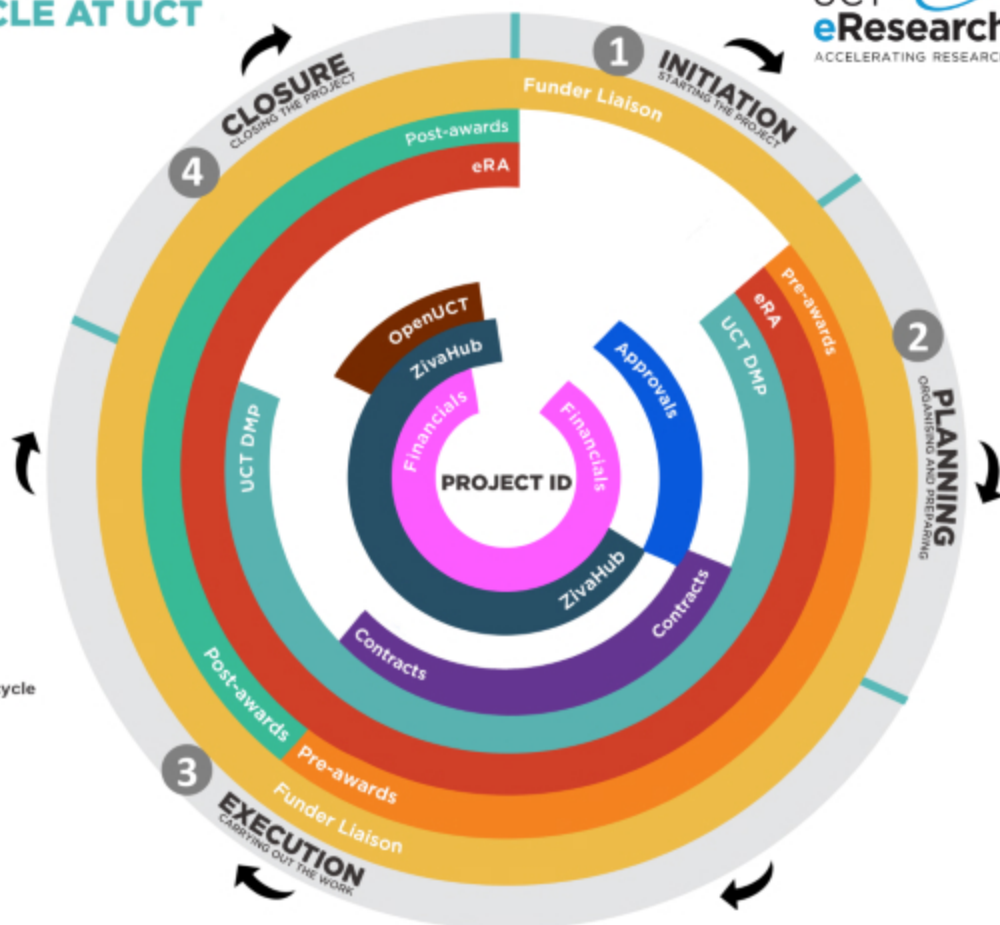 CLE AT UCT
UCT
eResearch
ACCELERATING RESEARC
1
INITIATION
STARTING THE PROJECT
Funder Liaison
CLOSURE
CLOSING THE PROJECT
4
Post-awards
eRA
Pre-awards
eRA
UCT DMP
2
PLANNING
ORGANISING AND PREPARING
OpenUCT
ZivaHub
Financials
Approvals
Financials
UCT DMP
PROJECT ID
ZivaHub
Contracts
Contracts
Post-awards
ycle
Pre-awards
3
Funder Liaison
EXECUTION
CARRYING OUT THE WORK